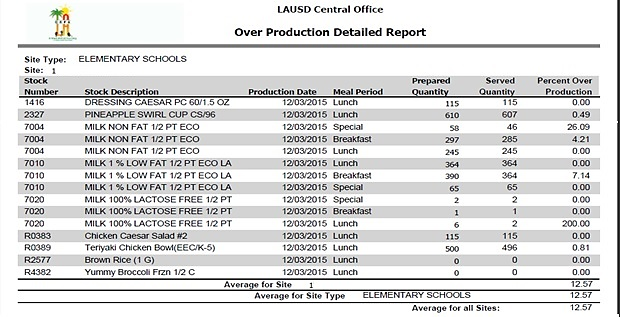 LAUSD Central Office
Over Production Detailed Report
Site Type: ELEMENTARY SCHOOLS
Site: 1
Stock Number Stock Description Production Date Meal Period Prepared Quantity Served Quantity Percent Over Production
1416 DRESSING CAESAR PC 60/1.5 OZ 12/03/2015 Lunch 115 115 0.00
2327 PINEAPPLE SWIRL CUP CS/96 12/03/2015 Lunch 610 607 0.49
7004 MILK NON FAT 1/2 PT ECO 12/03/2015 Special 58 46 26.09
7004 MILK NON FAT 1/2 PT ECO 12/03/2015 Breakfast 297 285 4.21
7004 MILK NON FAT 1/2 PT ECO 12/03/2015 Lunch 245 245 0.00
7010 MILK 1 % LOW FAT 1/2 PT ECO LA 12/03/2015 Lunch 364 364 0.00
7010 MILK 1 % LOW FAT 1/2 PT ECO LA 12/03/2015 Breakfast 390 364 7.14
7010 MILK 1 % LOW FAT 1/2 PT ECO LA 12/03/2015 Special 65 65 0.00
7020 MILK 100% LACTOSE FREE 1/2 PT 12/03/2015 Special 2 2 0.00
7020 MILK 100% LACTOSE FREE 1/2 PT 12/03/2015 Breakfast 1 1 0.00
7020 MILK 100% LACTOSE FREE 1/2 PT 12/03/2015 Lunch 6 2 200.00
R0383 Chicken Caesar Salad #2 12/03/2015 Lunch 115 115 0.00
R0389 Teriyaki Chicken Bowl(EEC/K-5) 12/03/2015 Lunch 500 496 0.81
R2577 Brown Rice (1 G) 12/03/2015 Lunch 0 0 0.00
R4382 Yummy Broccoli Frzn 1/2 C 12/03/2015 Lunch 0 0 0.00
Average for Site 1 12.57
Average for Site Type ELEMENTARY SCHOOLS 12.57
Average for all Sites: 12.57